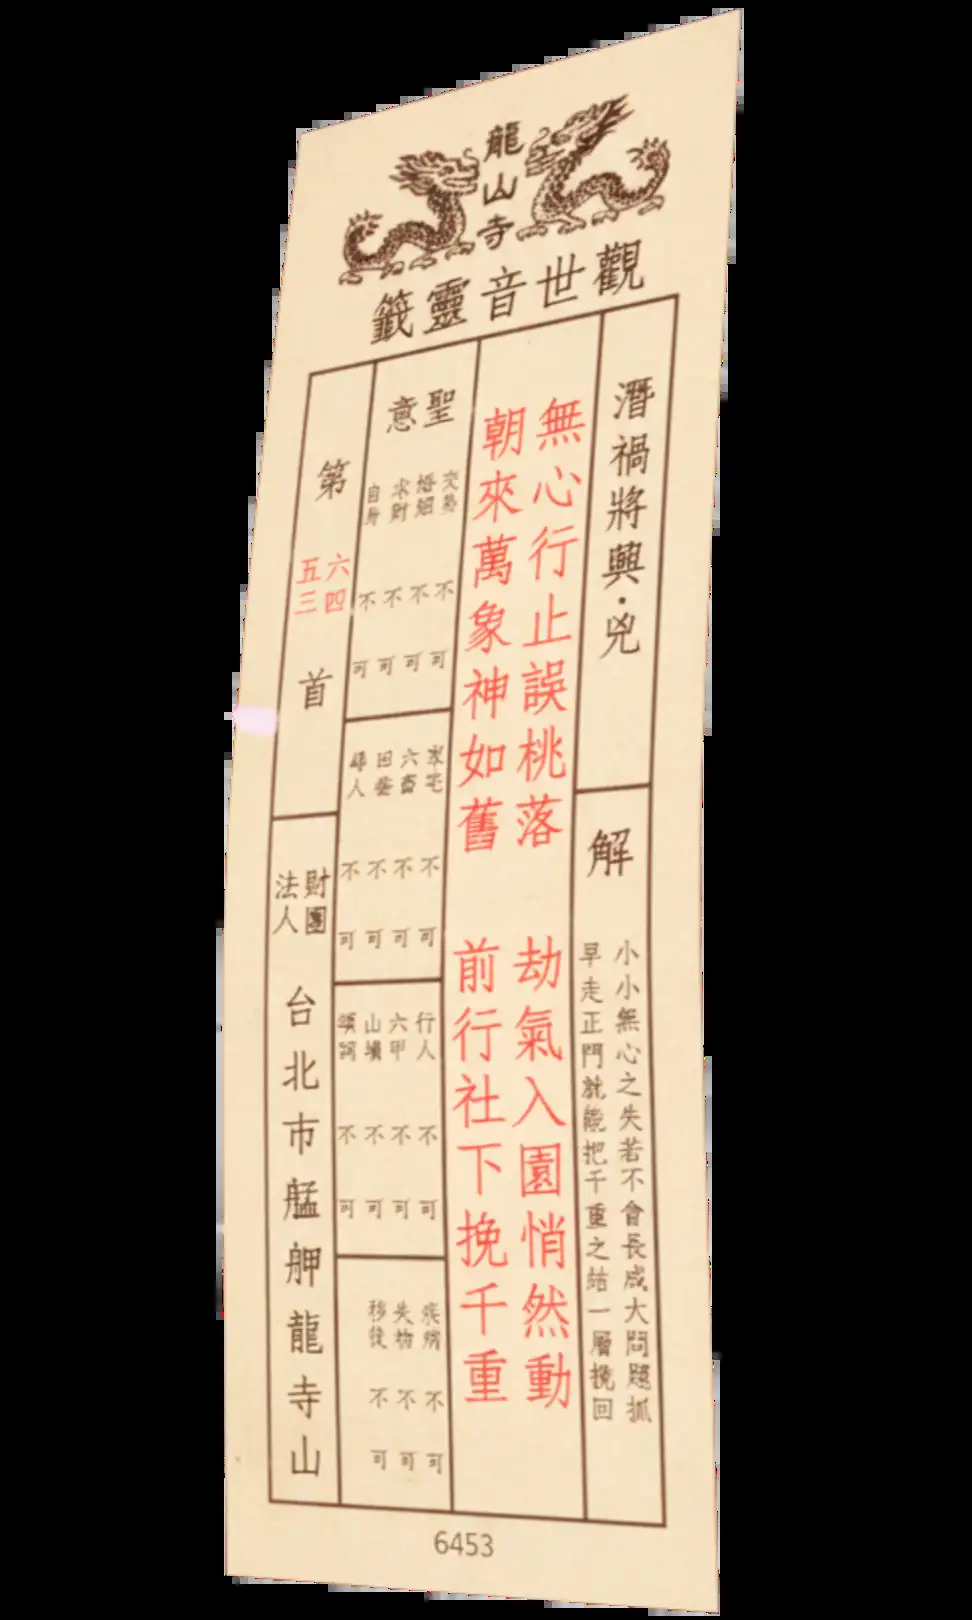 龍山寺
觀世音靈籤
潛禍將興・兇
解
小小無心之失若不會長成大問題抓
早走正門就能把千重之結一層挽回
無心行止誤桃落 劫氣入園悄然動
朝來萬象神如舊 前行社下挽千重
聖意
交易 不可
婚姻 不可
求財 不可
自身 不可
家宅 不可
六畜 不可
田蚕 不可
尋人 不可
行人 不可
六甲 不可
山墳 不可
不可
疾病 不可
失物 不可
移徙 不可
第六四五三首
財團法人 台北市艋舺龍寺山
6453